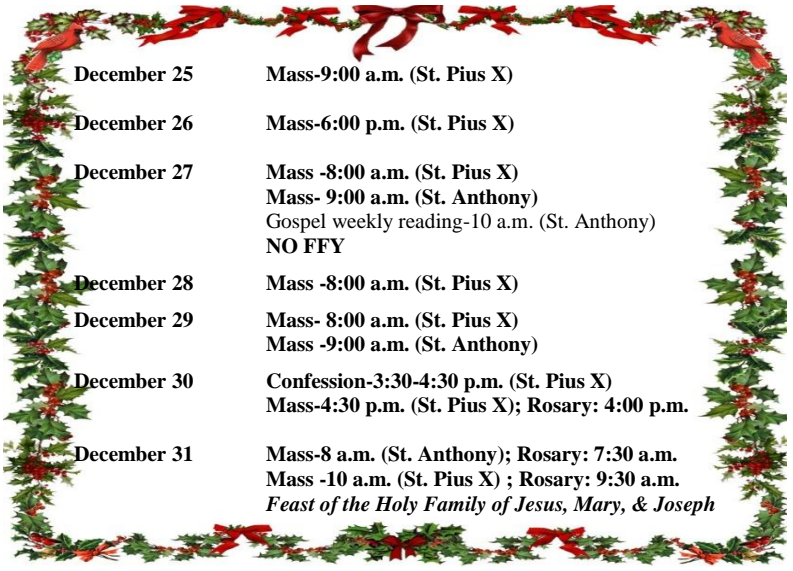 December 25 Mass-9:00 a.m. (St. Pius X)
December 26 Mass-6:00 p.m. (St. Pius X)
December 27 Mass -8:00 a.m. (St. Pius X)
Mass- 9:00 a.m. (St. Anthony)
Gospel weekly reading-10 a.m. (St. Anthony)
NO FFY
December 28 Mass -8:00 a.m. (St. Pius X)
December 29 Mass- 8:00 a.m. (St. Pius X)
Mass -9:00 a.m. (St. Anthony)
December 30 Confession-3:30-4:30 p.m. (St. Pius X)
Mass-4:30 p.m. (St. Pius X); Rosary: 4:00 p.m.
December 31 Mass-8 a.m. (St. Anthony); Rosary: 7:30 a.m.
Mass -10 a.m. (St. Pius X) ; Rosary: 9:30 a.m.
Feast of the Holy Family of Jesus, Mary, & Joseph